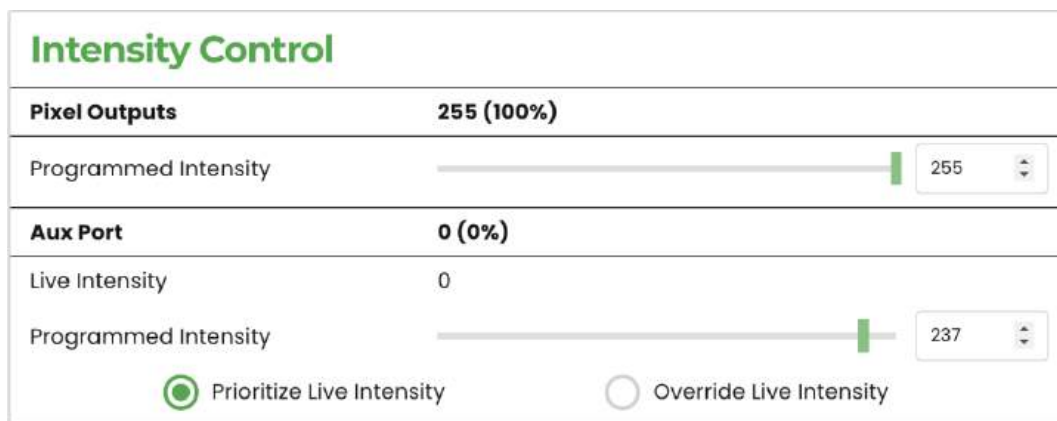 Intensity Control
Pixel Outputs 255 (100%)
Programmed Intensity 255
Aux Port 0 (0%)
Live Intensity 0
Programmed Intensity 237
Prioritize Live Intensity Override Live Intensity